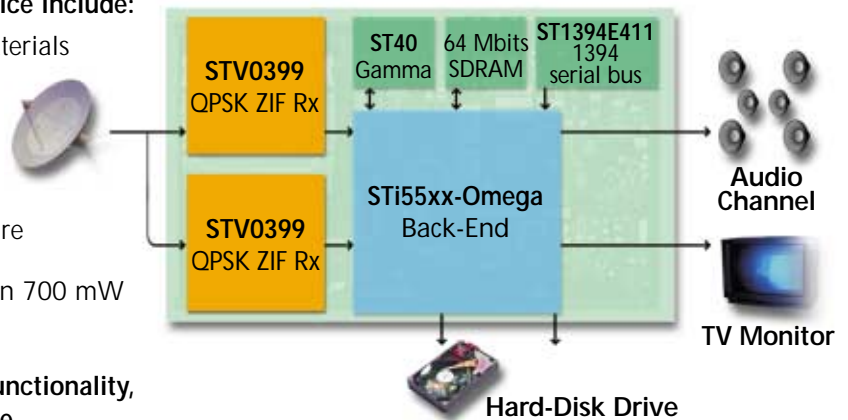 ice include:
terials
re
n 700 mW
unctionality,
STV0399
QPSK ZIF Rx
STV0399
QPSK ZIF Rx
ST40
Gamma
64 Mbits
SDRAM
ST1394E411
1394
serial bus
STi55xx-Omega
Back-End
Audio
Channel
TV Monitor
Hard-Disk Drive